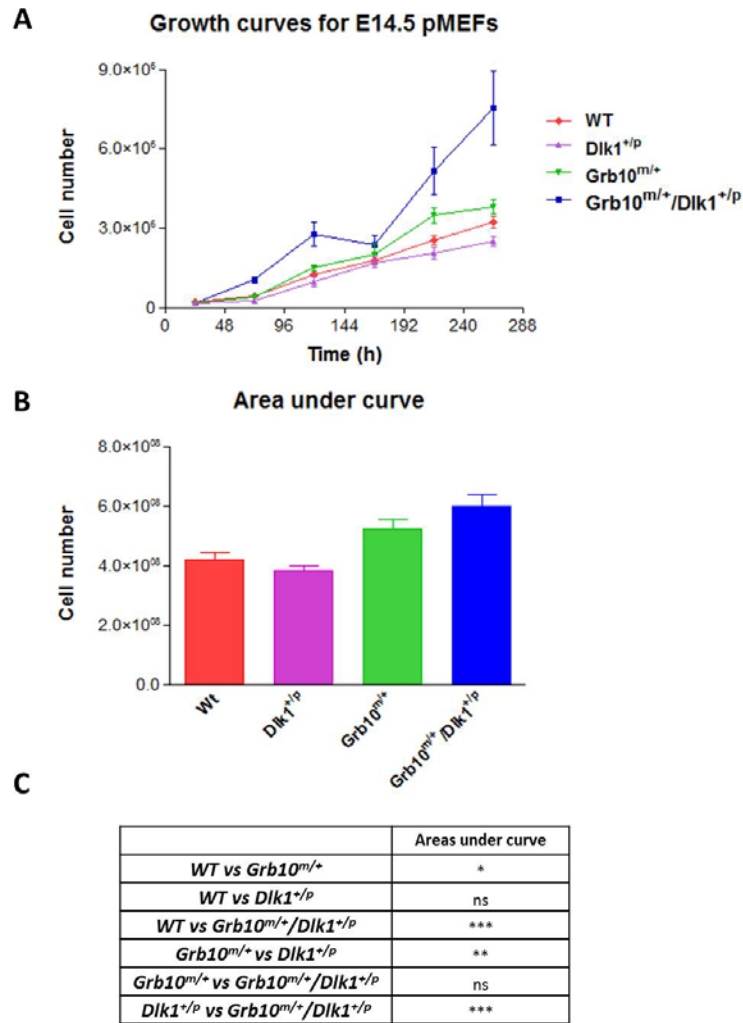 A
Growth curves for E14.5 pMEFs
9.0×10⁶
6.0×10⁶
3.0×10⁶
0
Cell number
0 48 96 144 192 240 288
Time (h)
WT
Dlk1⁺/ᵖ
Grb10ᵐ/⁺
Grb10ᵐ/⁺/Dlk1⁺/ᵖ
B
Area under curve
8.0×10⁰⁸
6.0×10⁰⁸
4.0×10⁰⁸
2.0×10⁰⁸
0.0
Cell number
Wt
Dlk1⁺/ᵖ
Grb10ᵐ/⁺
Grb10ᵐ/⁺/Dlk1⁺/ᵖ
C
Areas under curve
WT vs Grb10ᵐ/⁺ *
WT vs Dlk1⁺/ᵖ ns
WT vs Grb10ᵐ/⁺/Dlk1⁺/ᵖ ***
Grb10ᵐ/⁺ vs Dlk1⁺/ᵖ **
Grb10ᵐ/⁺ vs Grb10ᵐ/⁺/Dlk1⁺/ᵖ ns
Dlk1⁺/ᵖ vs Grb10ᵐ/⁺/Dlk1⁺/ᵖ ***